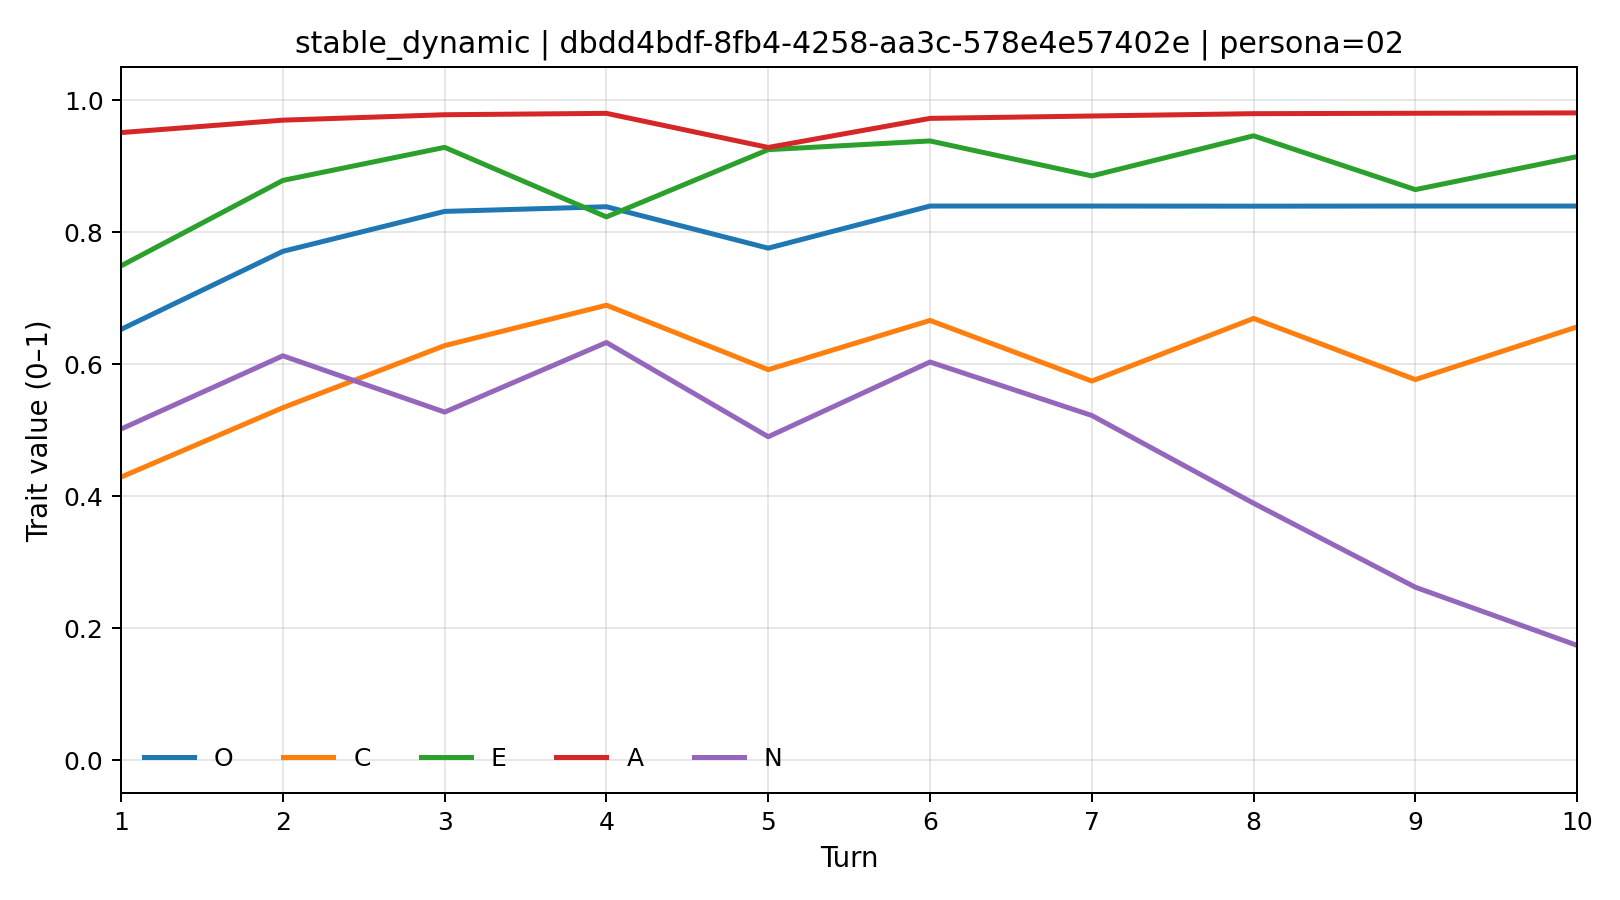 stable_dynamic | dbdd4bdf-8fb4-4258-aa3c-578e4e57402e | persona=02
Trait value (0–1)
1.0
0.8
0.6
0.4
0.2
0.0
O C E A N
1 2 3 4 5 6 7 8 9 10
Turn